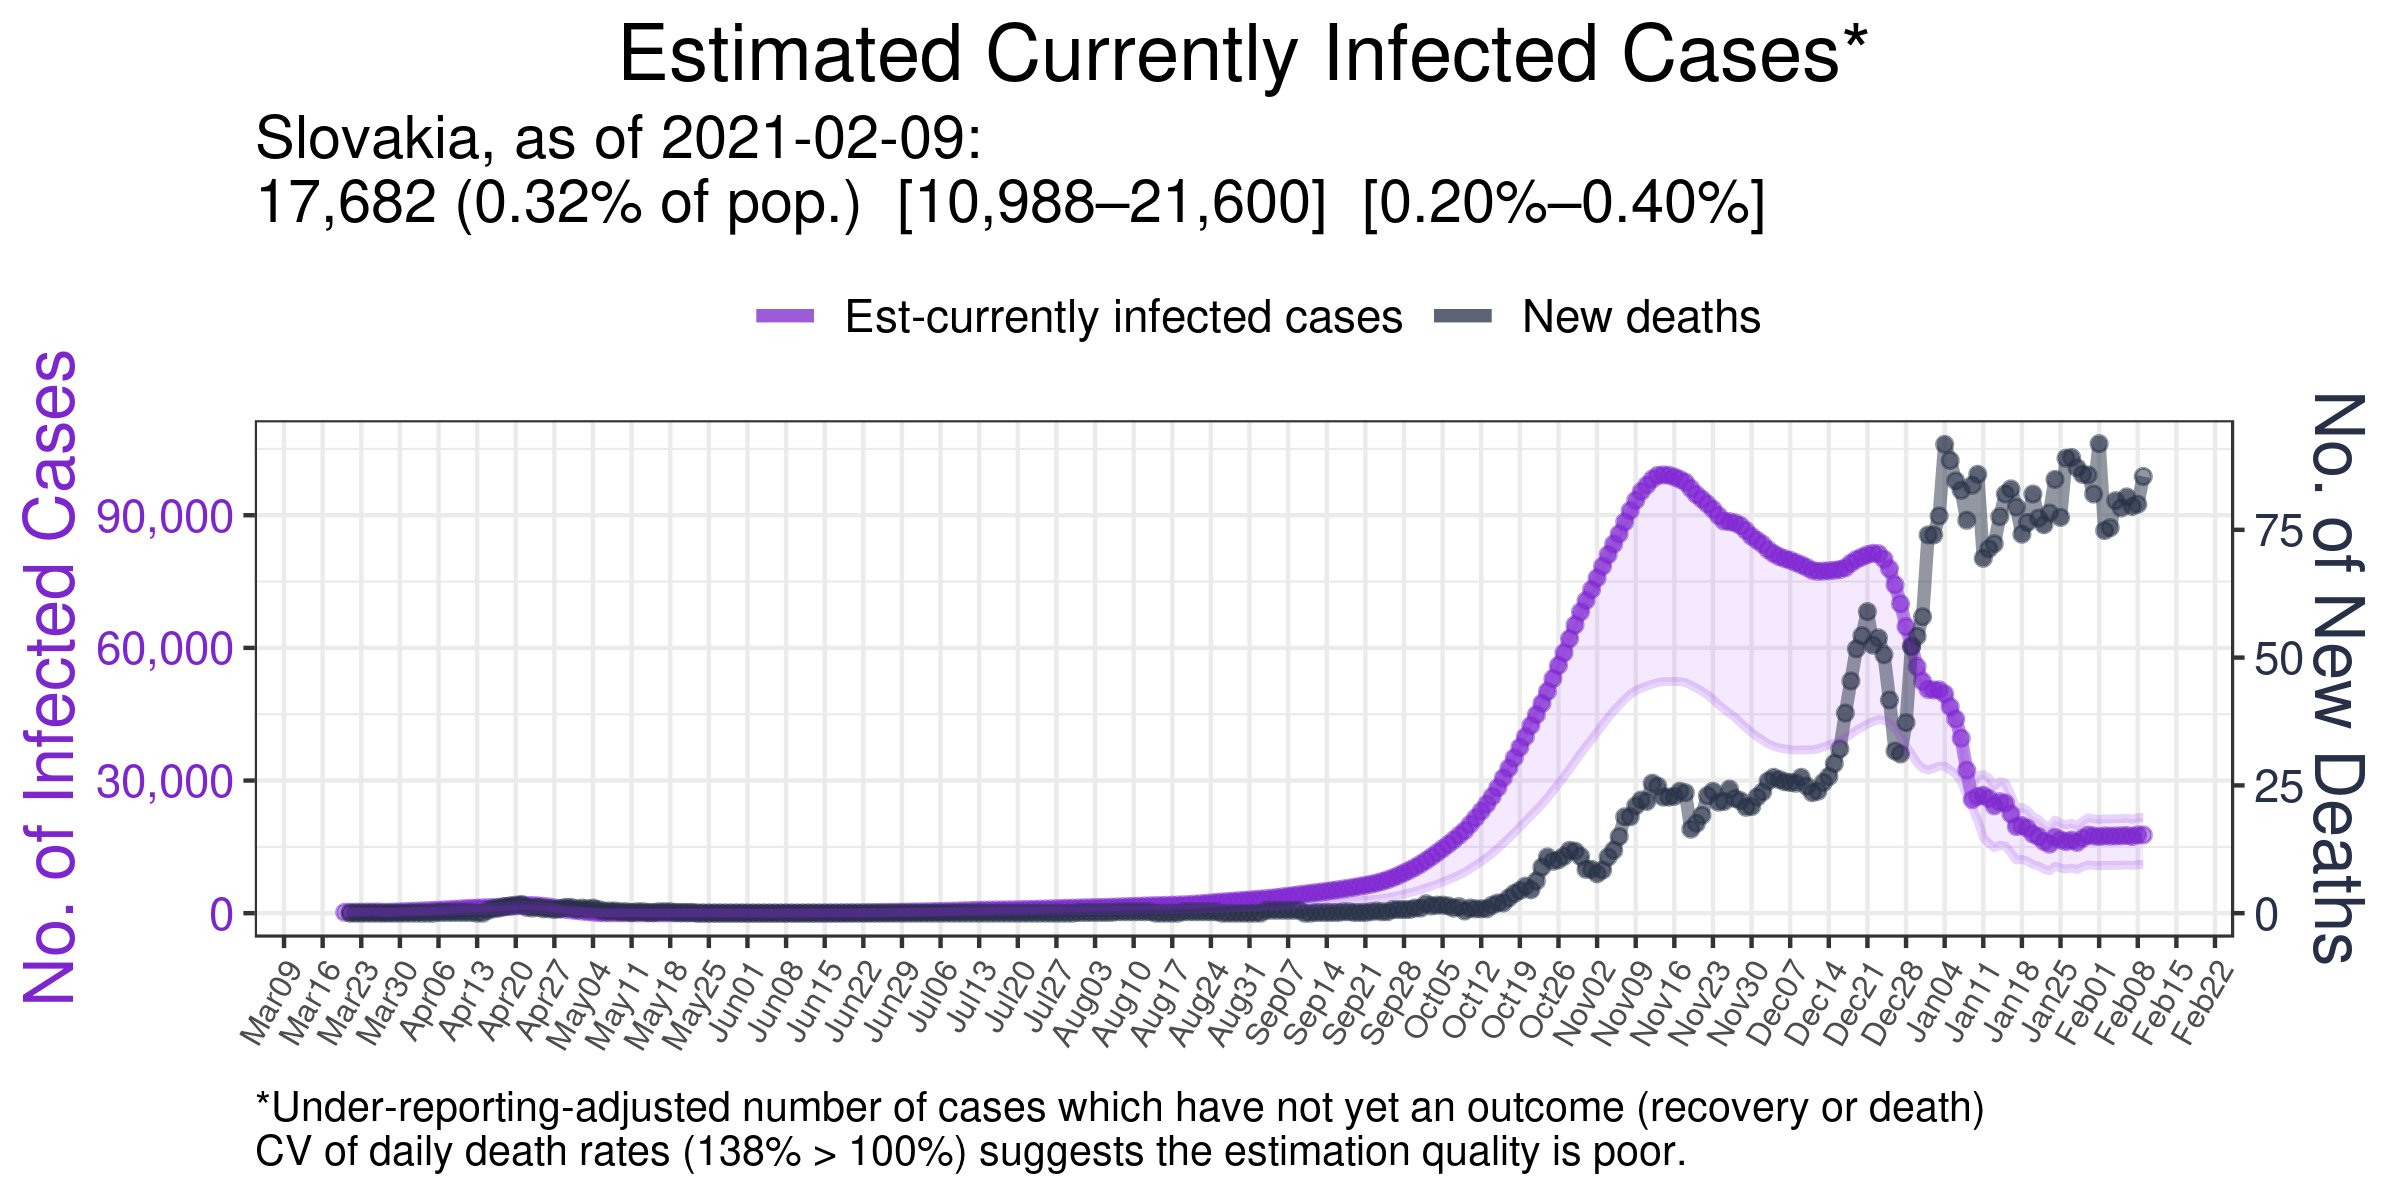 Estimated Currently Infected Cases*
Slovakia, as of 2021-02-09:
17,682 (0.32% of pop.)  [10,988–21,600]  [0.20%–0.40%]
Est-currently infected cases
New deaths
No. of Infected Cases
90,000
60,000
30,000
0
75
50
25
0
No. of New Deaths
Mar09
Mar16
Mar23
Mar30
Apr06
Apr13
Apr20
Apr27
May04
May11
May18
May25
Jun01
Jun08
Jun15
Jun22
Jun29
Jul06
Jul13
Jul20
Jul27
Aug03
Aug10
Aug17
Aug24
Aug31
Sep07
Sep14
Sep21
Sep28
Oct05
Oct12
Oct19
Oct26
Nov02
Nov09
Nov16
Nov23
Nov30
Dec07
Dec14
Dec21
Dec28
Jan04
Jan11
Jan18
Jan25
Feb01
Feb08
Feb15
Feb22
*Under-reporting-adjusted number of cases which have not yet an outcome (recovery or death)
CV of daily death rates (138% > 100%) suggests the estimation quality is poor.